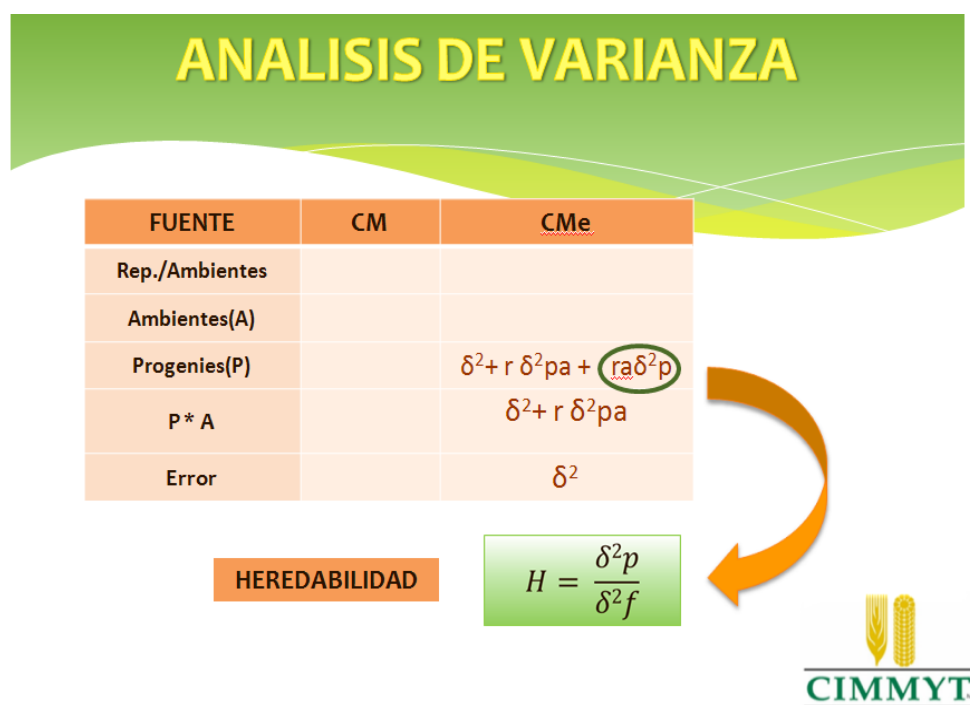 ANALISIS DE VARIANZA
FUENTE CM CMe
Rep./Ambientes
Ambientes(A)
Progenies(P) δ²+ r δ²pa + raδ²p
P * A δ²+ r δ²pa
Error δ²
HEREDABILIDAD H = δ²p / δ²f
CIMMYT